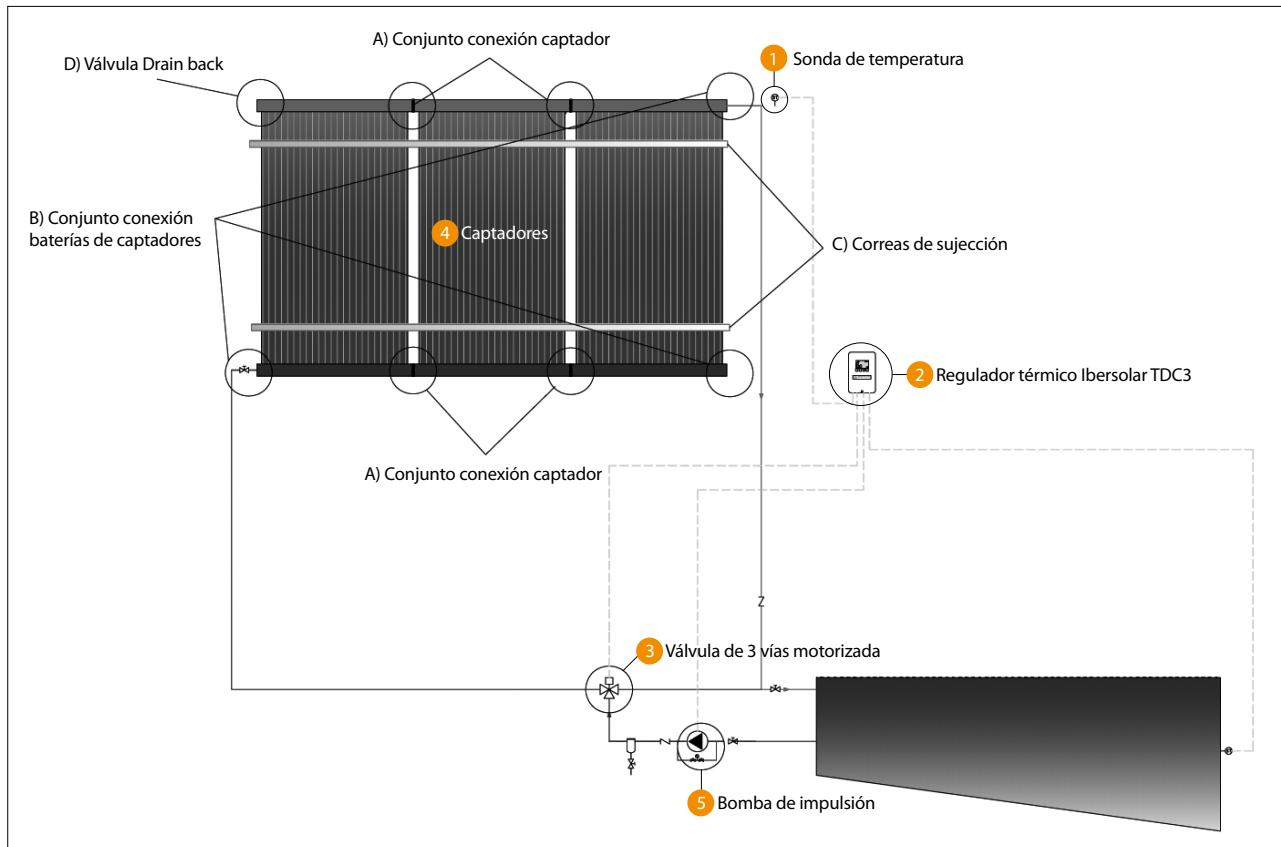 A) Conjunto conexión captador
D) Válvula Drain back
1 Sonda de temperatura
B) Conjunto conexión
baterías de captadores
4 Captadores
C) Correas de sujección
2 Regulador térmico Ibersolar TDC3
A) Conjunto conexión captador
Z
3 Válvula de 3 vías motorizada
5 Bomba de impulsión